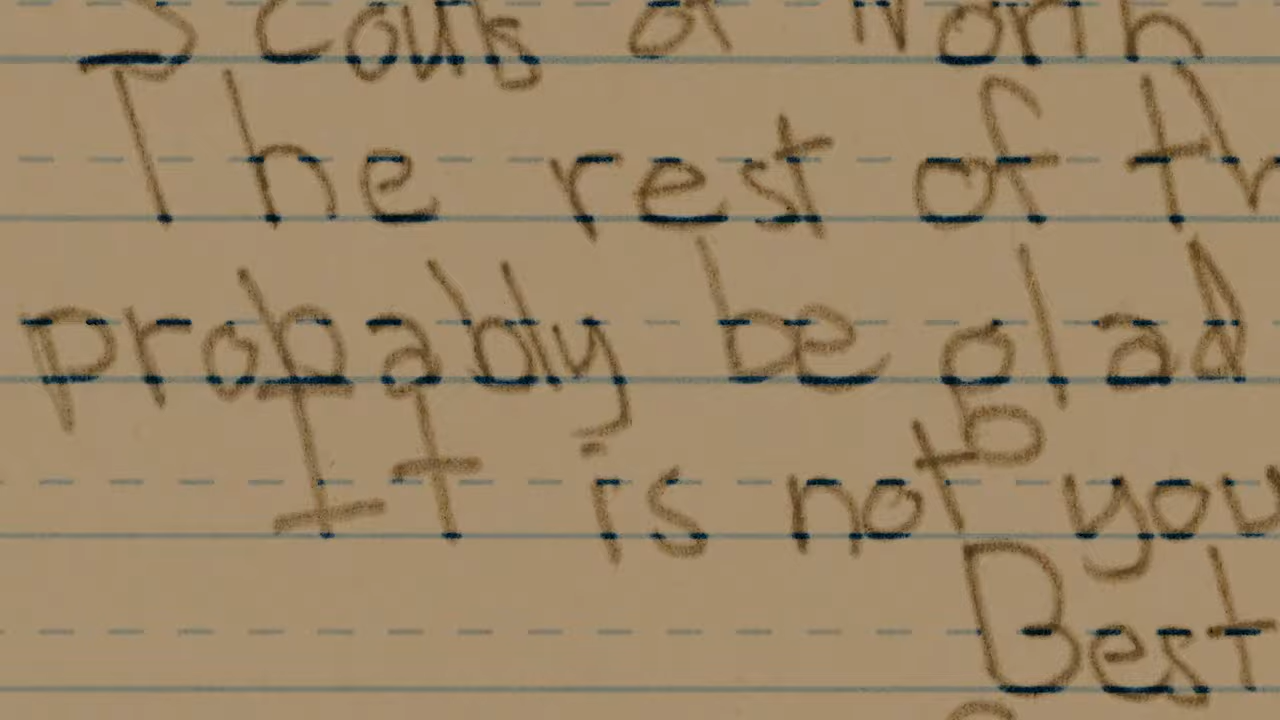 Scouts of North
The rest of th
probably be glad
It is not you
Best